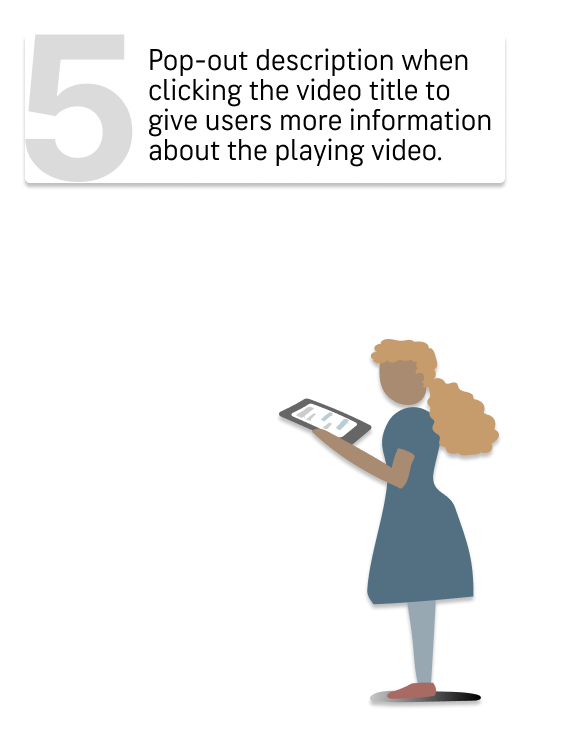 5
Pop-out description when
clicking the video title to
give users more information
about the playing video.